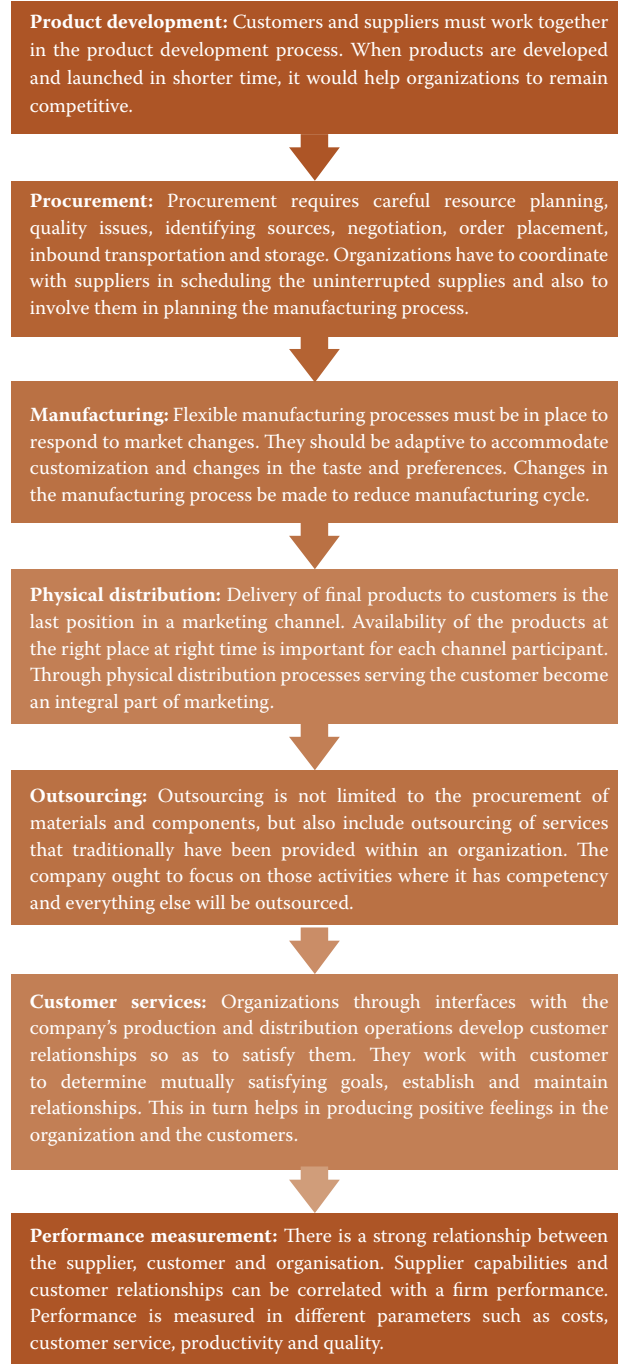 Product development: Customers and suppliers must work together
in the product development process. When products are developed
and launched in shorter time, it would help organizations to remain
competitive.
Procurement: Procurement requires careful resource planning,
quality issues, identifying sources, negotiation, order placement,
inbound transportation and storage. Organizations have to coordinate
with suppliers in scheduling the uninterrupted supplies and also to
involve them in planning the manufacturing process.
Manufacturing: Flexible manufacturing processes must be in place to
respond to market changes. They should be adaptive to accommodate
customization and changes in the taste and preferences. Changes in
the manufacturing process be made to reduce manufacturing cycle.
Physical distribution: Delivery of final products to customers is the
last position in a marketing channel. Availability of the products at
the right place at right time is important for each channel participant.
Through physical distribution processes serving the customer become
an integral part of marketing.
Outsourcing: Outsourcing is not limited to the procurement of
materials and components, but also include outsourcing of services
that traditionally have been provided within an organization. The
company ought to focus on those activities where it has competency
and everything else will be outsourced.
Customer services: Organizations through interfaces with the
company's production and distribution operations develop customer
relationships so as to satisfy them. They work with customer
to determine mutually satisfying goals, establish and maintain
relationships. This in turn helps in producing positive feelings in the
organization and the customers.
Performance measurement: There is a strong relationship between
the supplier, customer and organisation. Supplier capabilities and
customer relationships can be correlated with a firm performance.
Performance is measured in different parameters such as costs,
customer service, productivity and quality.